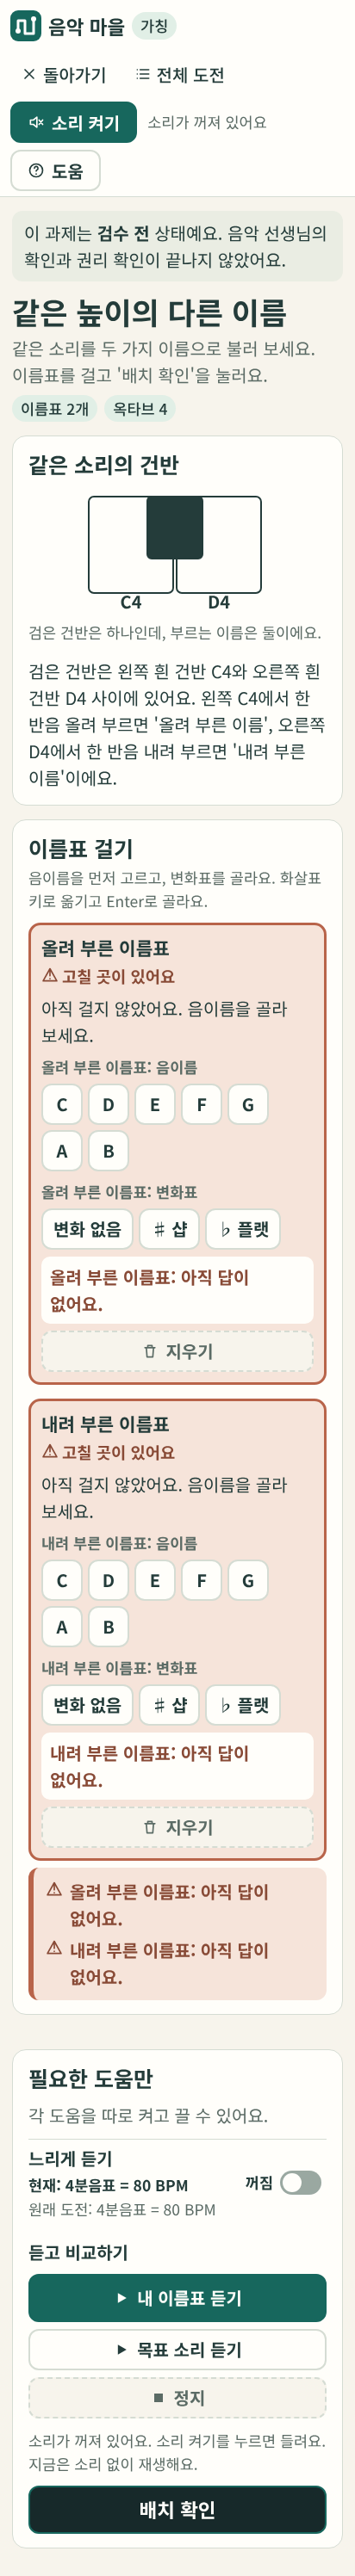 음악 마을 가칭
돌아가기 전체 도전
소리 켜기 소리가 꺼져 있어요
도움
이 과제는 검수 전 상태예요. 음악 선생님의
확인과 권리 확인이 끝나지 않았어요.
같은 높이의 다른 이름
같은 소리를 두 가지 이름으로 불러 보세요.
이름표를 걸고 '배치 확인'을 눌러요.
이름표 2개 옥타브 4
같은 소리의 건반
C4 D4
검은 건반은 하나인데, 부르는 이름은 둘이에요.
검은 건반은 왼쪽 흰 건반 C4와 오른쪽 흰
건반 D4 사이에 있어요. 왼쪽 C4에서 한
반음 올려 부르면 '올려 부른 이름', 오른쪽
D4에서 한 반음 내려 부르면 '내려 부른
이름'이에요.
이름표 걸기
음이름을 먼저 고르고, 변화표를 골라요. 화살표
키로 옮기고 Enter로 골라요.
올려 부른 이름표
고칠 곳이 있어요
아직 걸지 않았어요. 음이름을 골라
보세요.
올려 부른 이름표: 음이름
C D E F G
A B
올려 부른 이름표: 변화표
변화 없음 ♯ 샵 ♭ 플랫
올려 부른 이름표: 아직 답이
없어요.
지우기
내려 부른 이름표
고칠 곳이 있어요
아직 걸지 않았어요. 음이름을 골라
보세요.
내려 부른 이름표: 음이름
C D E F G
A B
내려 부른 이름표: 변화표
변화 없음 ♯ 샵 ♭ 플랫
내려 부른 이름표: 아직 답이
없어요.
지우기
올려 부른 이름표: 아직 답이
없어요.
내려 부른 이름표: 아직 답이
없어요.
필요한 도움만
각 도움을 따로 켜고 끌 수 있어요.
느리게 듣기
현재: 4분음표 = 80 BPM 꺼짐
원래 도전: 4분음표 = 80 BPM
듣고 비교하기
내 이름표 듣기
목표 소리 듣기
정지
소리가 꺼져 있어요. 소리 켜기를 누르면 들려요.
지금은 소리 없이 재생해요.
배치 확인